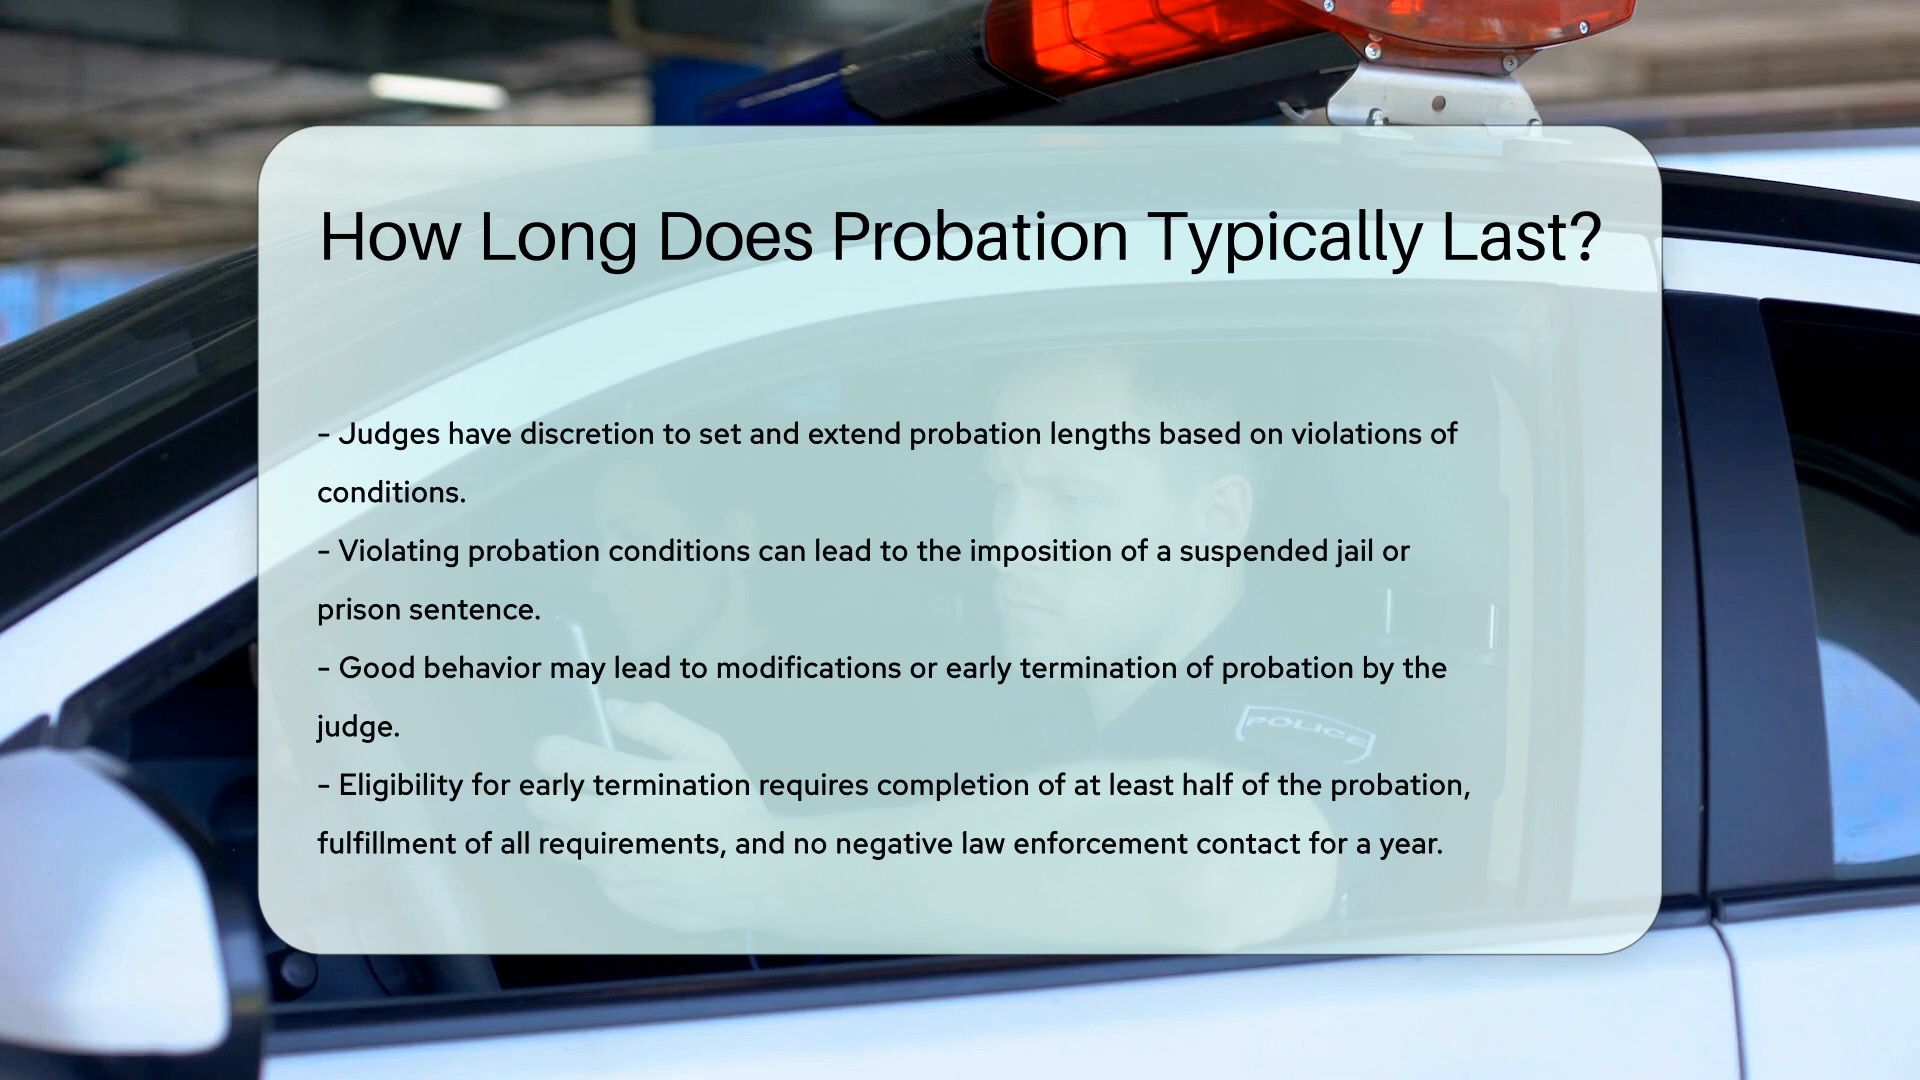 How Long Does Probation Typically Last?
- Judges have discretion to set and extend probation lengths based on violations of
conditions.
- Violating probation conditions can lead to the imposition of a suspended jail or
prison sentence.
- Good behavior may lead to modifications or early termination of probation by the
judge.
POLICE
- Eligibility for early termination requires completion of at least half of the probation,
fulfillment of all requirements, and no negative law enforcement contact for a year.